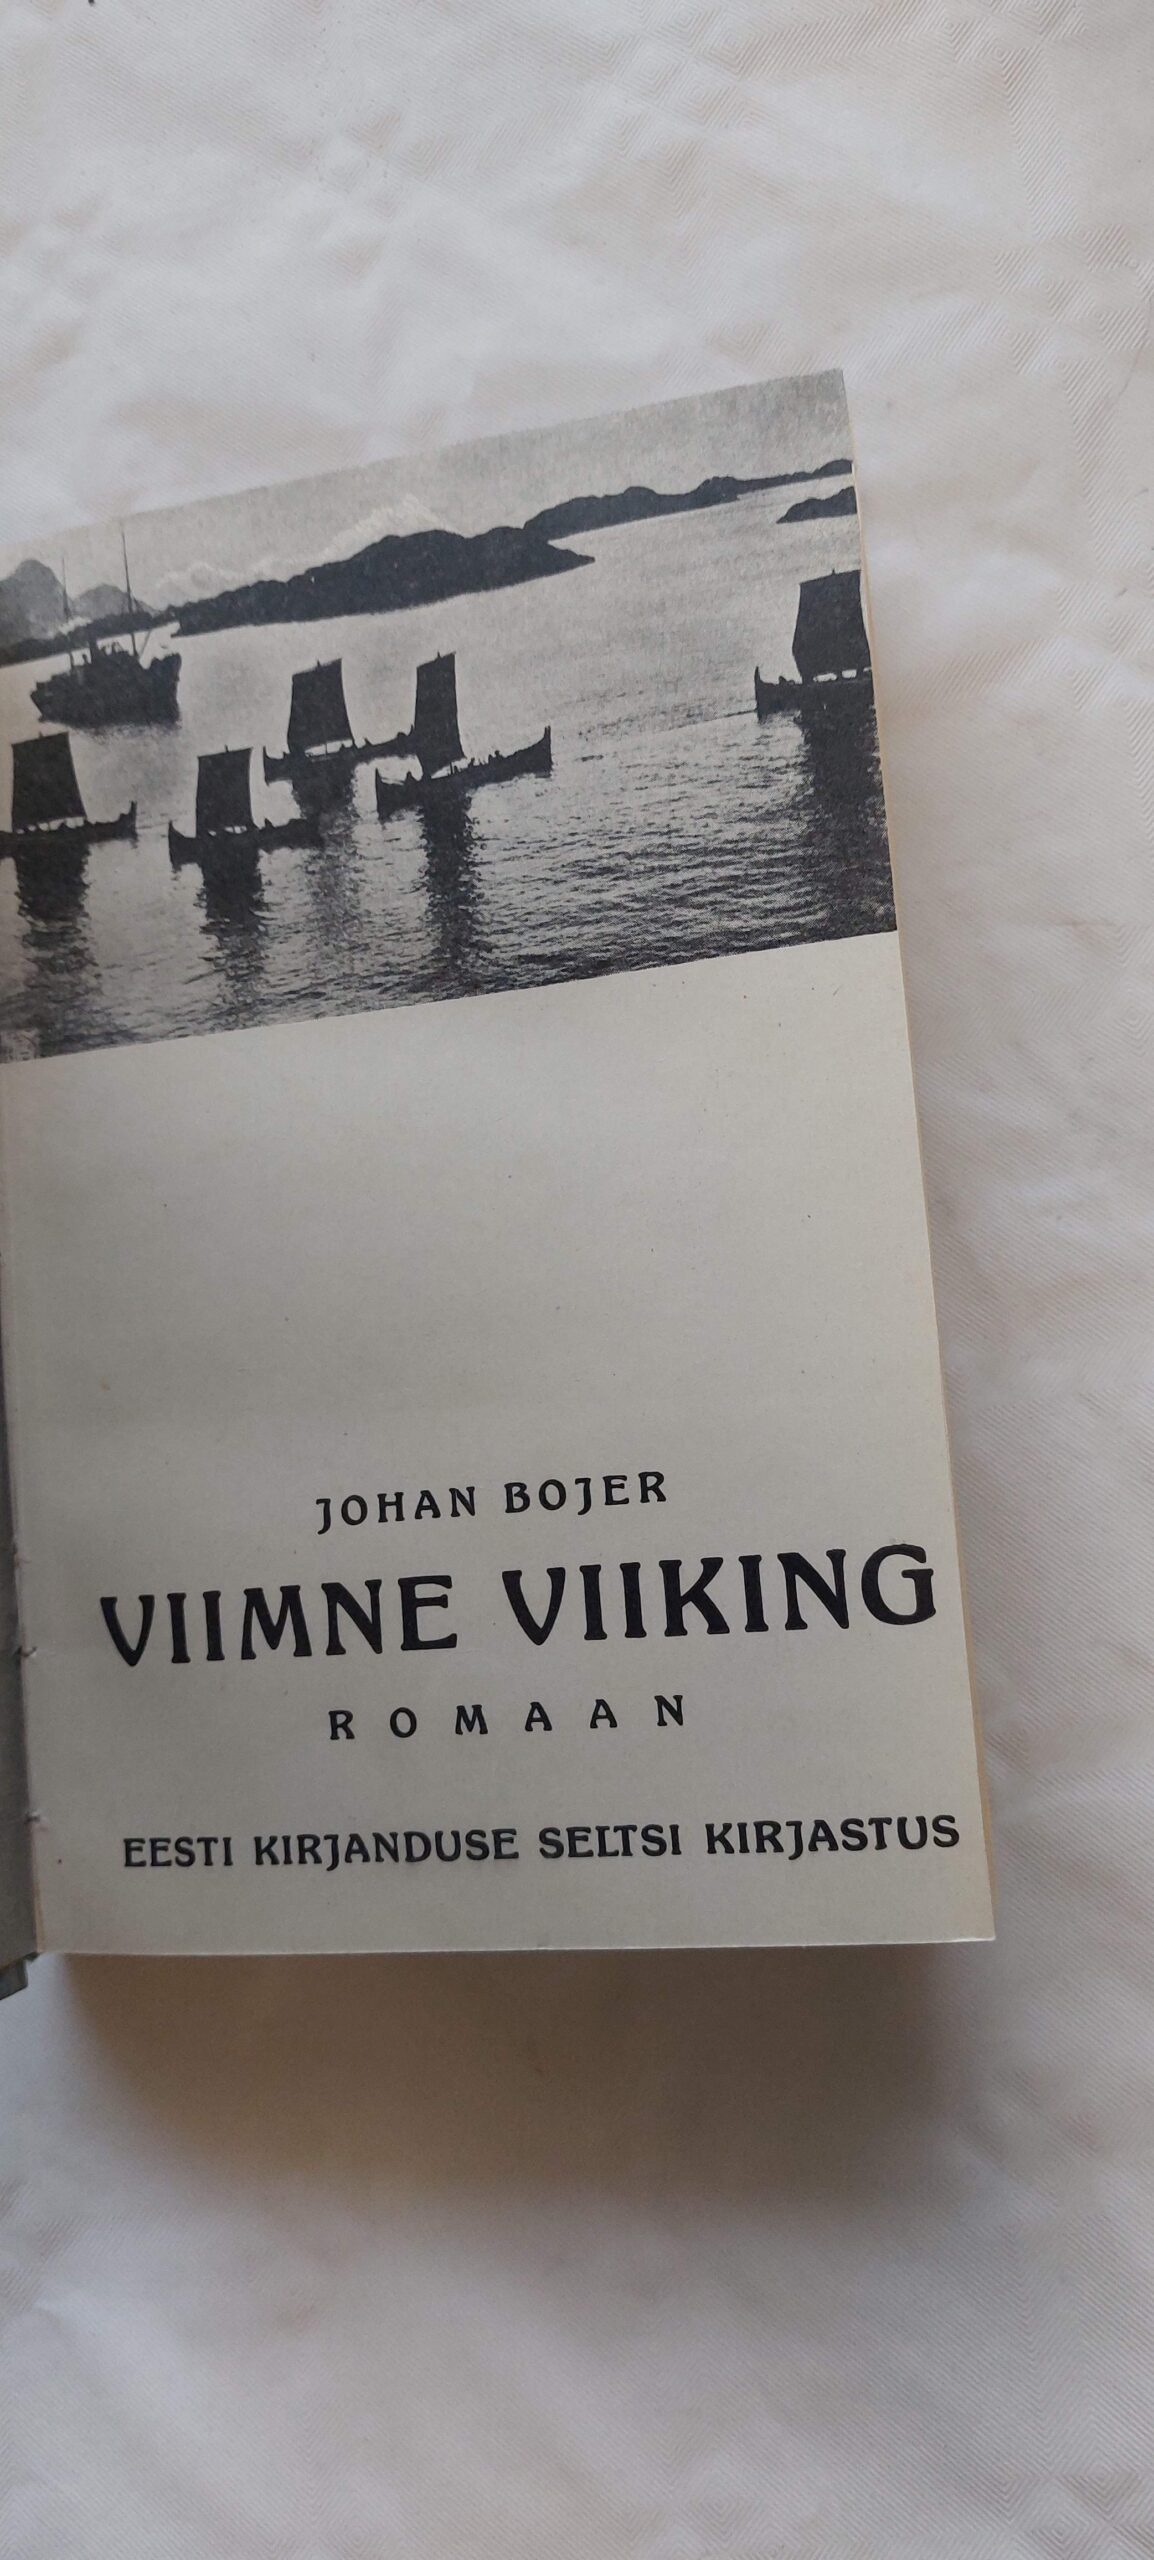 JOHAN BOJER
VIIMNE VIIKING
ROMAAN
EESTI KIRJANDUSE SELTSI KIRJASTUS